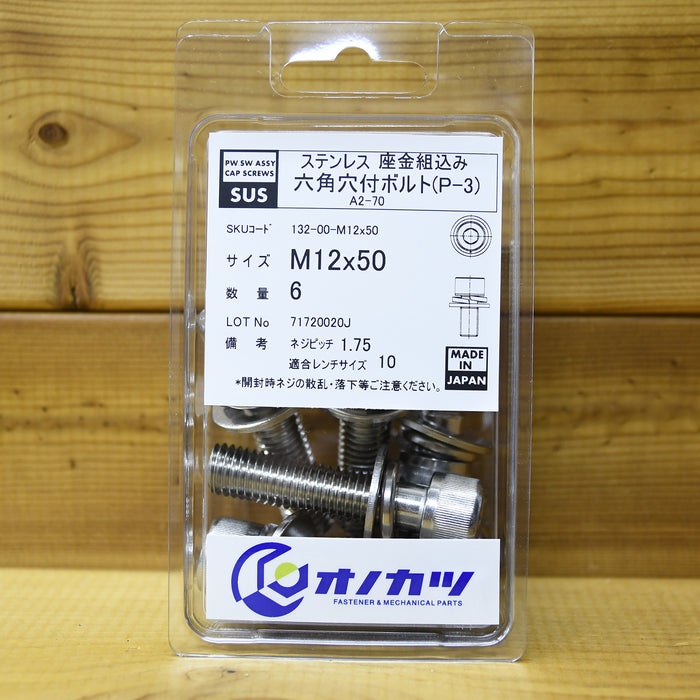 PW SW ASSY
CAP SCREWS
SUS
ステンレス 座金組込み
六角穴付ボルト(P-3)
A2-70
SKUコード 132-00-M12x50
サイズ M12x50
数量 6
LOT No 71720020J
備考 ネジピッチ 1.75
適合レンチサイズ 10
*開封時ネジの散乱・落下等ご注意ください。
MADE
IN
JAPAN
オノカツ
FASTENER & MECHANICAL PARTS